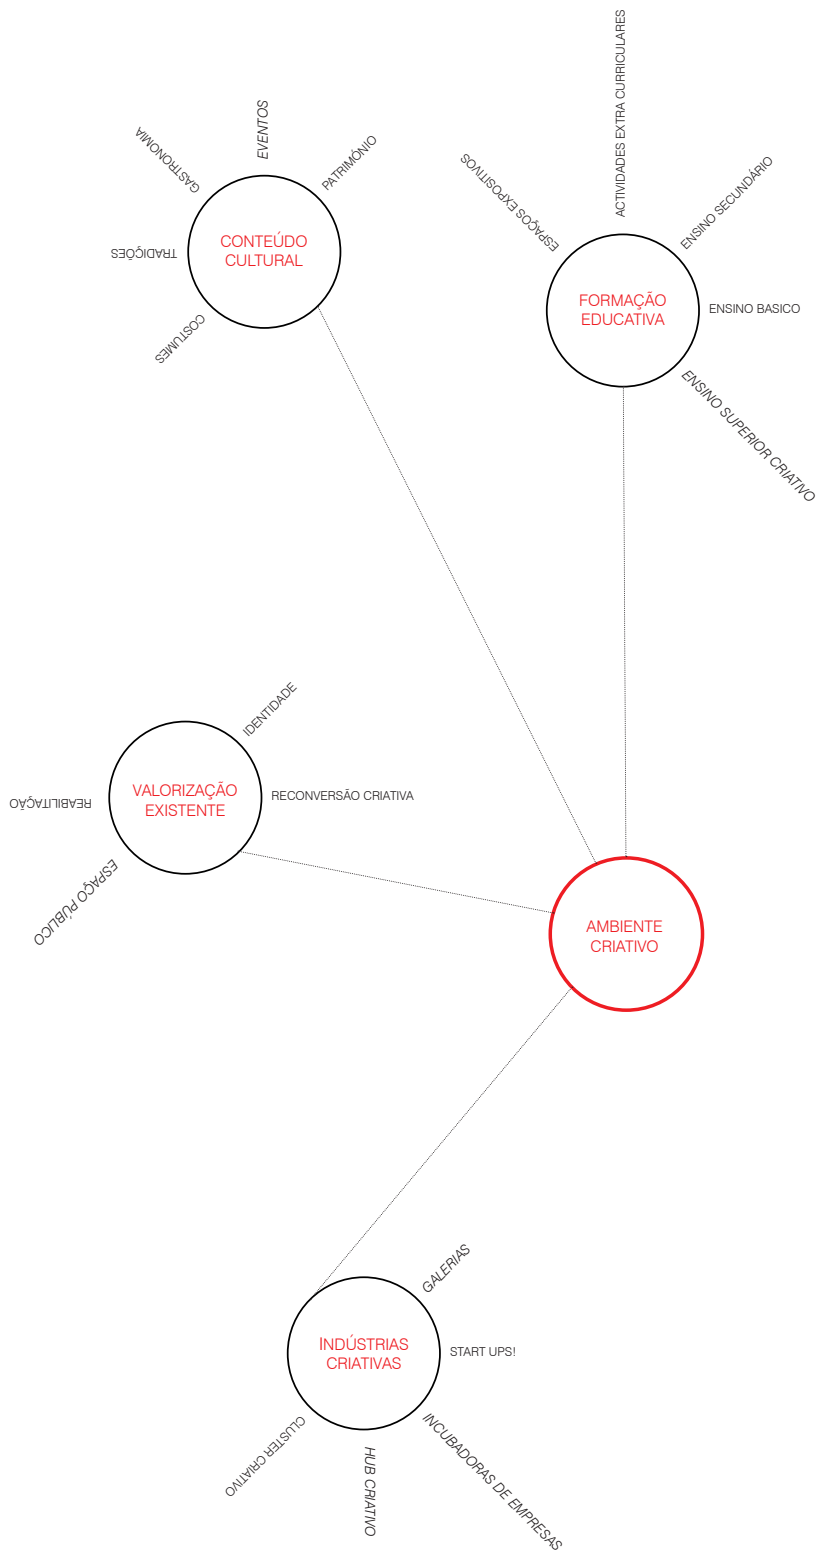 ACTIVIDADES EXTRA CURRICULARES
EVENTOS
GASTRONOMIA
PATRIMÓNIO
TRADIÇÕES
COSTUMES
CONTEÚDO
CULTURAL
ESPAÇOS EXPOSITIVOS
ENSINO SECUNDÁRIO
FORMAÇÃO
EDUCATIVA
ENSINO BASICO
ENSINO SUPERIOR CRIATIVO
IDENTIDADE
VALORIZAÇÃO
EXISTENTE
RECONVERSÃO CRIATIVA
REABILITAÇÃO
ESPAÇO PÚBLICO
AMBIENTE
CRIATIVO
GALERIAS
INDÚSTRIAS
CRIATIVAS
START UPS!
CLUSTER CRIATIVO
HUB CRIATIVO
INCUBADORAS DE EMPRESAS